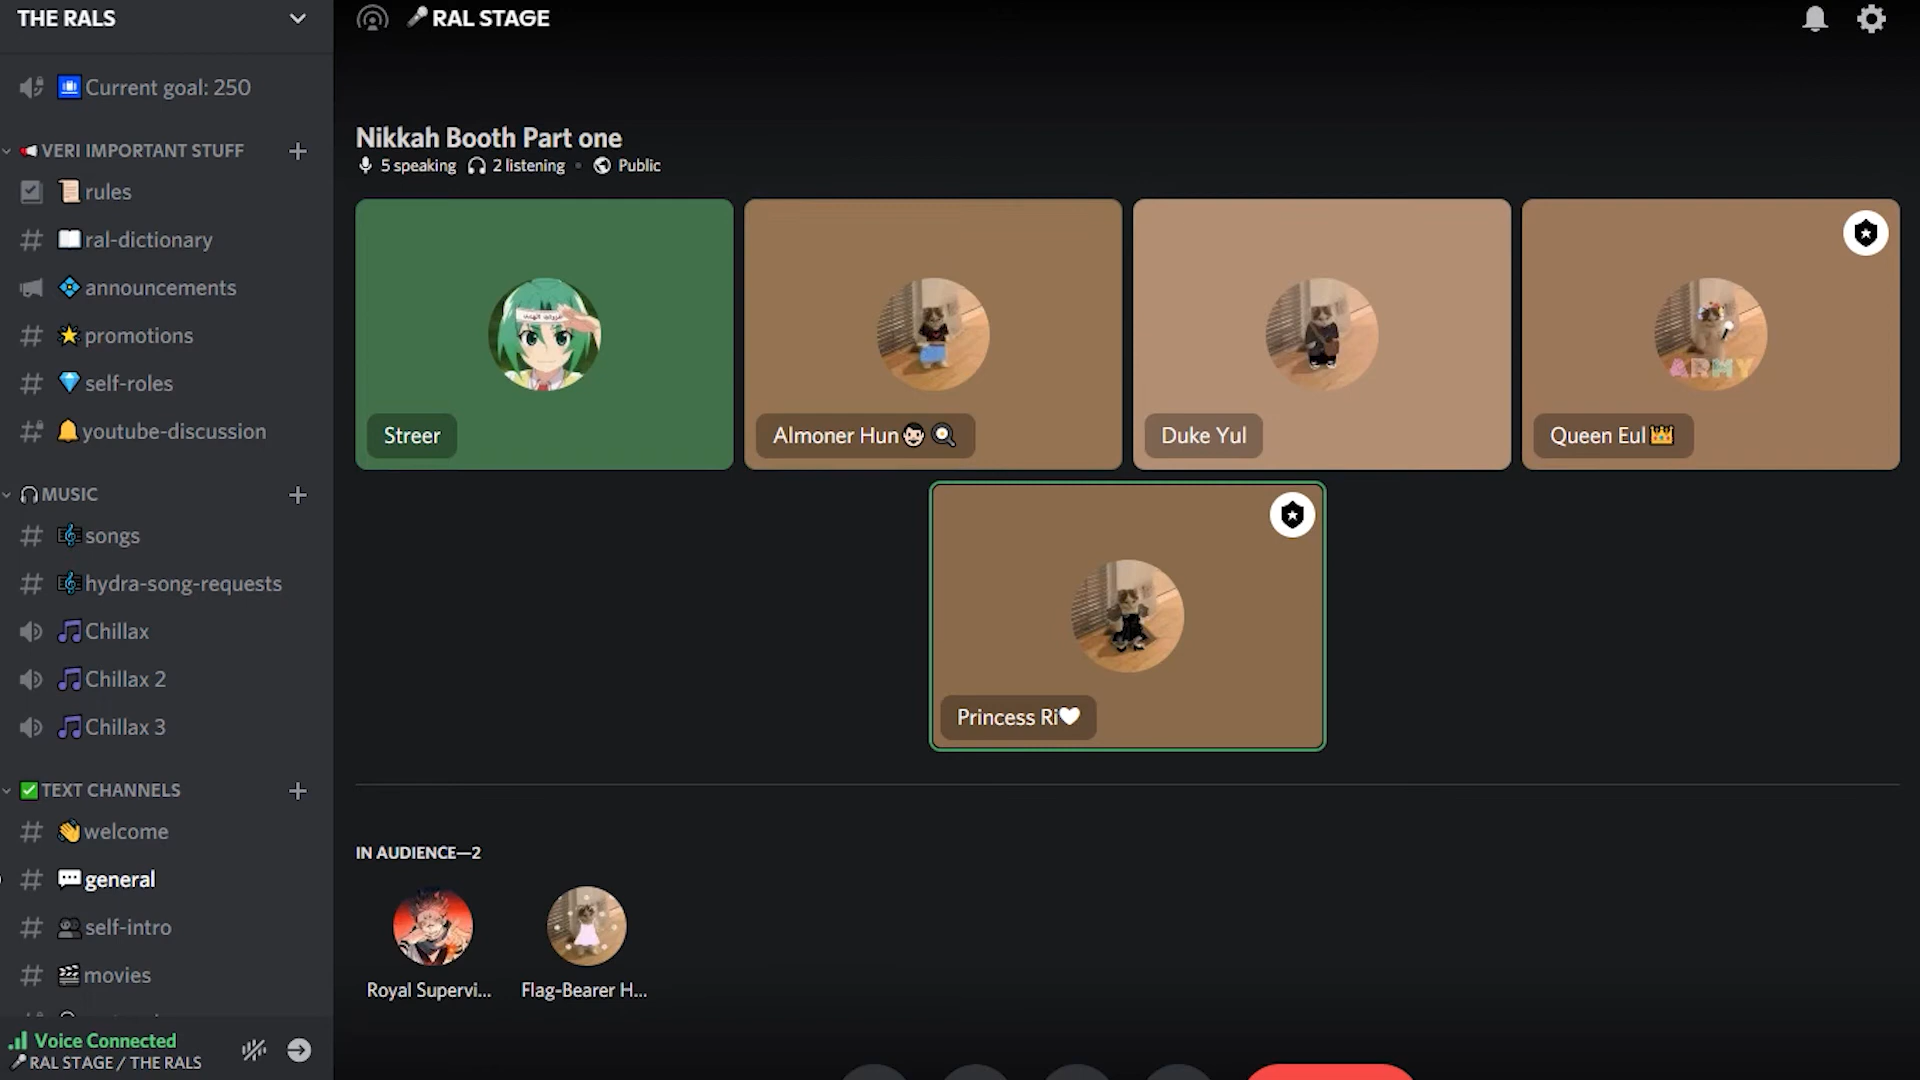 THE RALS
Current goal: 250
VERI IMPORTANT STUFF
rules
ral-dictionary
announcements
promotions
self-roles
youtube-discussion
MUSIC
songs
hydra-song-requests
Chillax
Chillax 2
Chillax 3
TEXT CHANNELS
welcome
general
self-intro
movies
Voice Connected
RAL STAGE / THE RALS
RAL STAGE
Nikkah Booth Part one
5 speaking 2 listening • Public
Streer
Almoner Hun
Duke Yul
ARMY
Queen Eul
Princess Ri
IN AUDIENCE—2
Royal Supervi...
Flag-Bearer H...